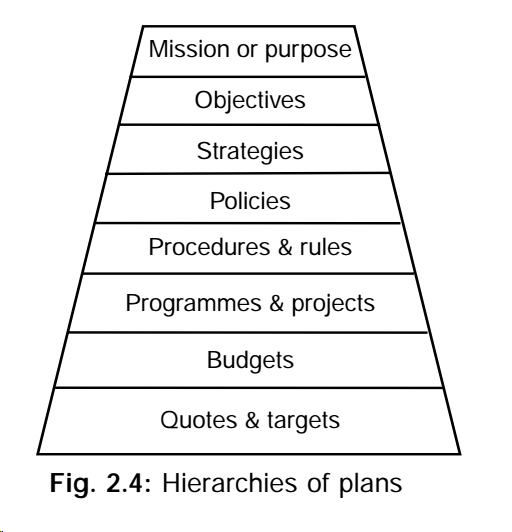 Mission or purpose
Objectives
Strategies
Policies
Procedures & rules
Programmes & projects
Budgets
Quotes & targets
Fig. 2.4: Hierarchies of plans